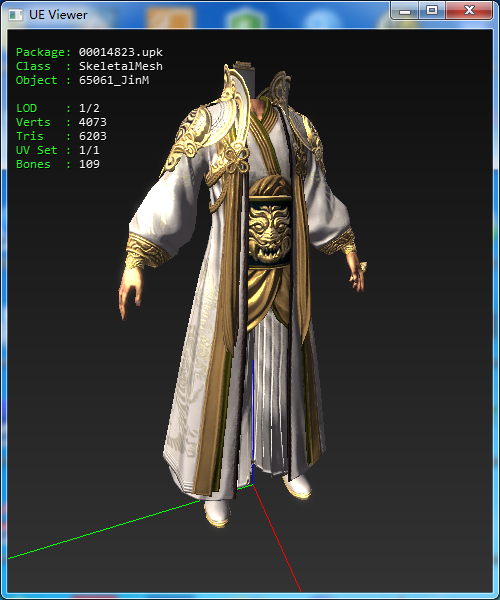 UE Viewer
Package: 00014823.upk
Class  : SkeletalMesh
Object : 65061_JinM
LOD    : 1/2
Verts  : 4073
Tris   : 6203
UV Set : 1/1
Bones  : 109